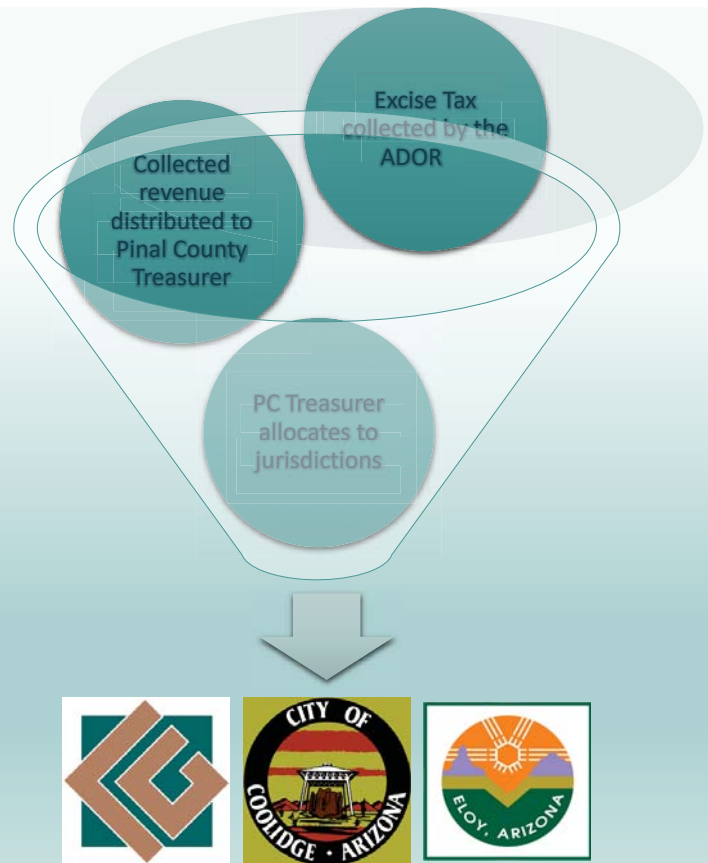 Excise Tax
collected by the
ADOR
Collected
revenue
distributed to
Pinal County
Treasurer
PC Treasurer
allocates to
jurisdictions
CITY OF
COOLIDGE • ARIZONA
ELOY, ARIZONA